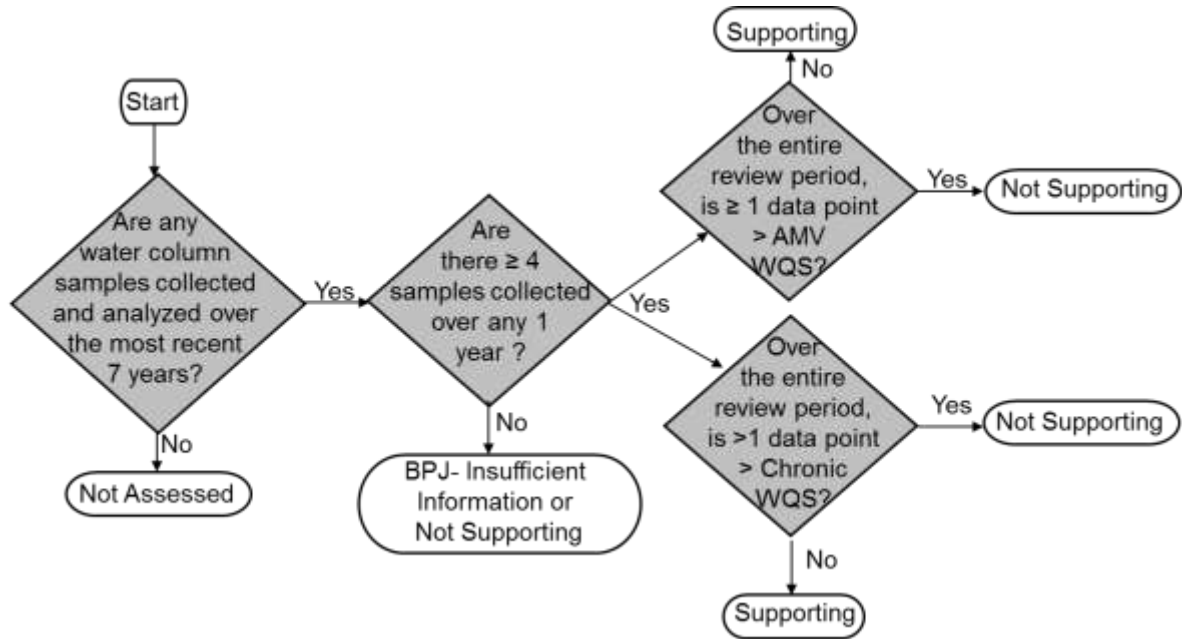 Start
Are any
water column
samples collected
and analyzed over
the most recent
7 years?
No
Not Assessed
Yes
Are
there ≥ 4
samples collected
over any 1
year ?
No
BPJ- Insufficient
Information or
Not Supporting
Yes
Supporting
No
Over
the entire
review period,
is ≥ 1 data point
> AMV
WQS?
Yes
Not Supporting
Over
the entire
review period,
is >1 data point
> Chronic
WQS?
Yes
Not Supporting
No
Supporting